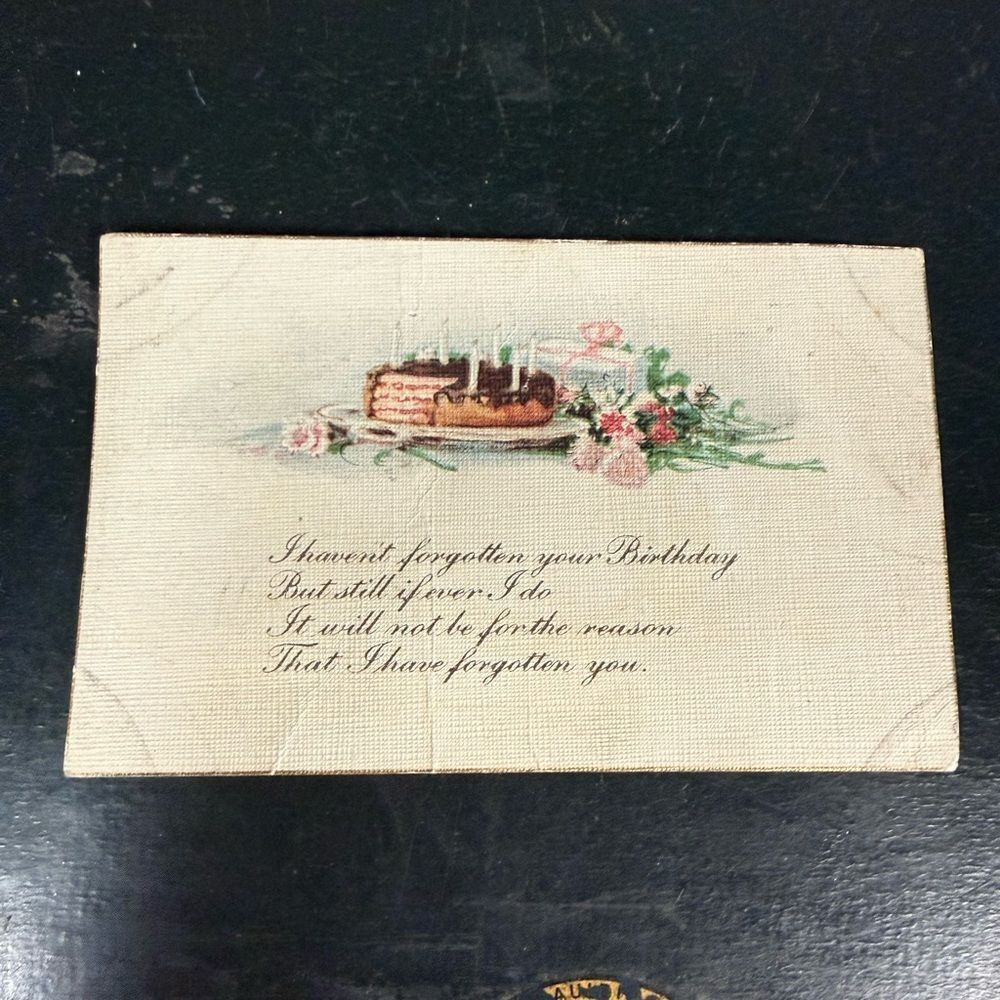 I haven't forgotten your Birthday
But still if ever I do
It will not be for the reason
That I have forgotten you.
AU